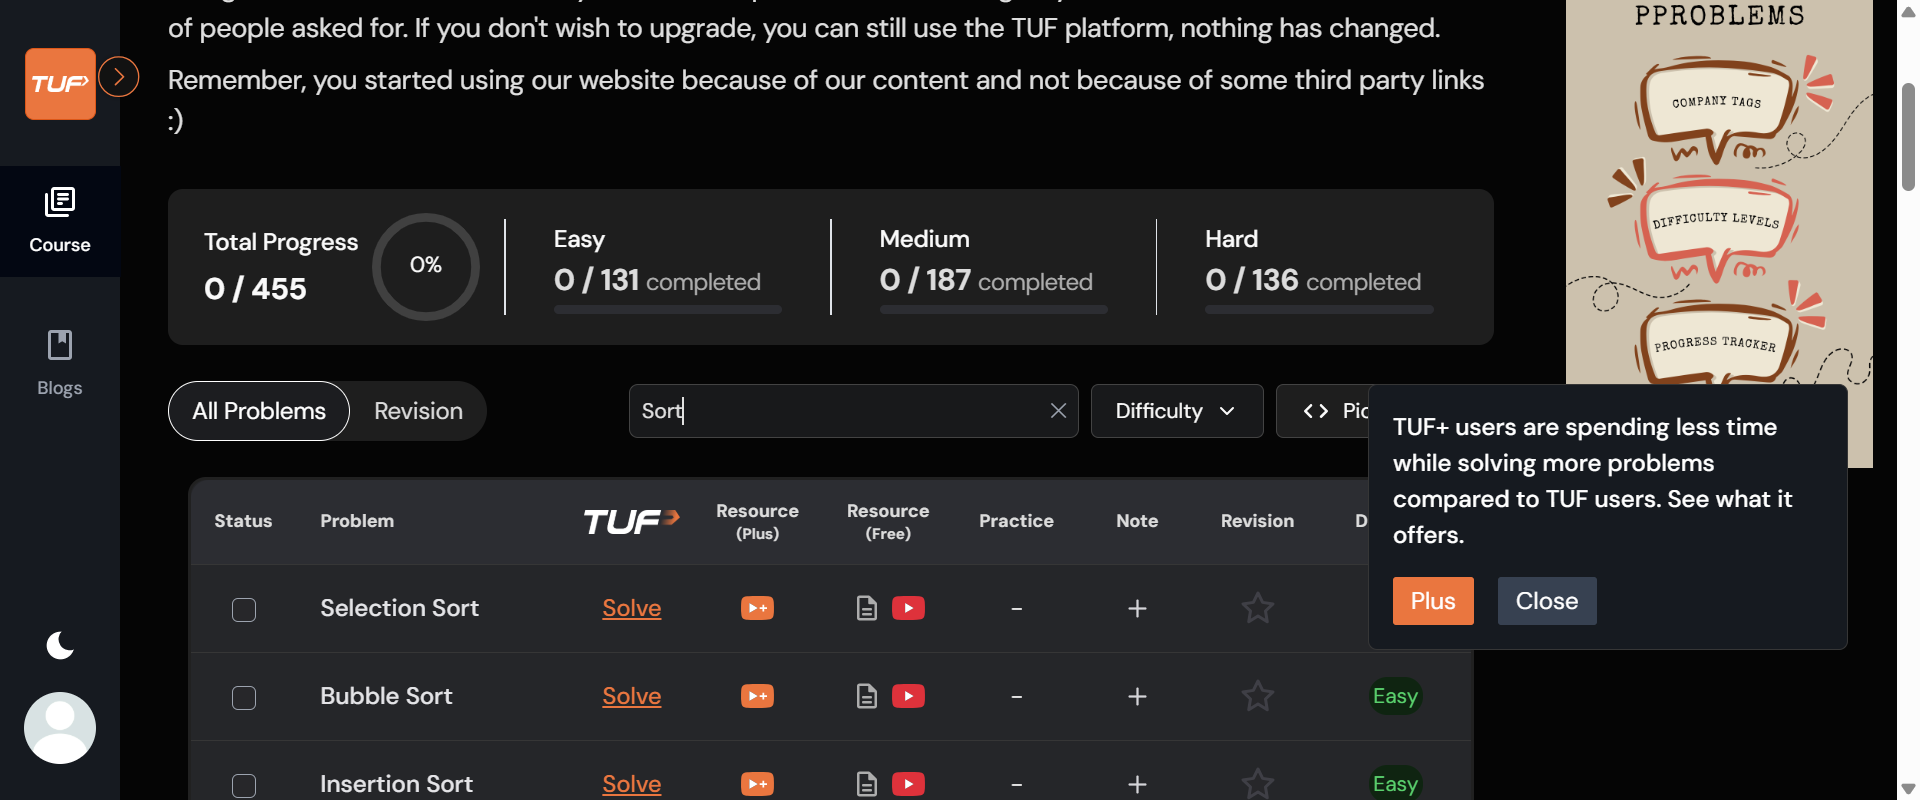 of people asked for. If you don't wish to upgrade, you can still use the TUF platform, nothing has changed.
Remember, you started using our website because of our content and not because of some third party links
:)
TUF
Course
Blogs
Total Progress
0 / 455
0%
Easy
0 / 131 completed
Medium
0 / 187 completed
Hard
0 / 136 completed
All Problems
Revision
Sort
Difficulty
<> Pic
PPROBLEMS
COMPANY TAGS
DIFFICULTY LEVELS
PROGRESS TRACKER
TUF+ users are spending less time
while solving more problems
compared to TUF users. See what it
offers.
Plus
Close
Status Problem TUF Resource (Plus) Resource (Free) Practice Note Revision D
Selection Sort Solve - +
Bubble Sort Solve - + Easy
Insertion Sort Solve - + Easy